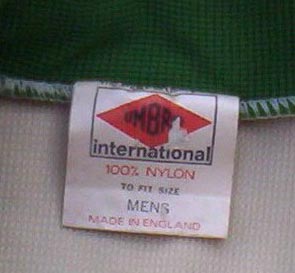 UMBRO
international
100% NYLON
TO FIT SIZE
MENS
MADE IN ENGLAND